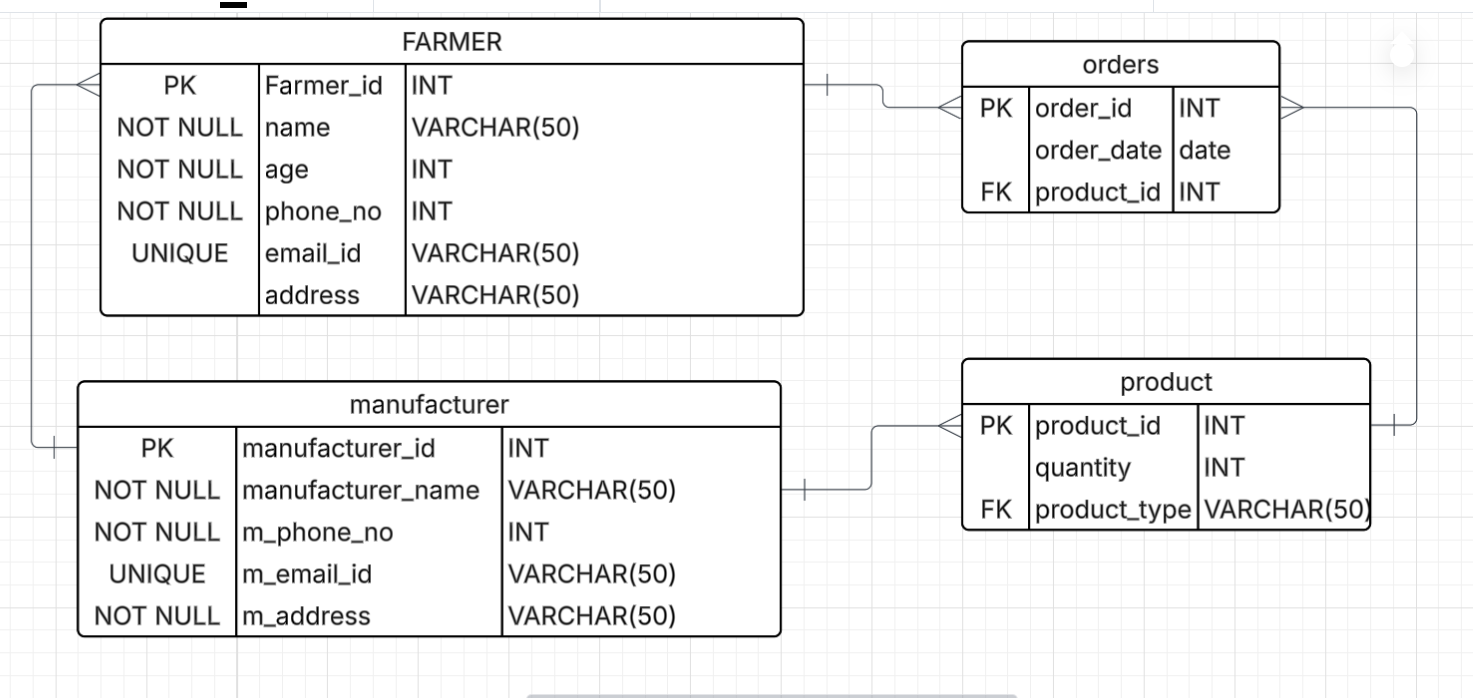 FARMER
PK Farmer_id INT
NOT NULL name VARCHAR(50)
NOT NULL age INT
NOT NULL phone_no INT
UNIQUE email_id VARCHAR(50)
address VARCHAR(50)
orders
PK order_id INT
order_date date
FK product_id INT
manufacturer
PK manufacturer_id INT
NOT NULL manufacturer_name VARCHAR(50)
NOT NULL m_phone_no INT
UNIQUE m_email_id VARCHAR(50)
NOT NULL m_address VARCHAR(50)
product
PK product_id INT
quantity INT
FK product_type VARCHAR(50)